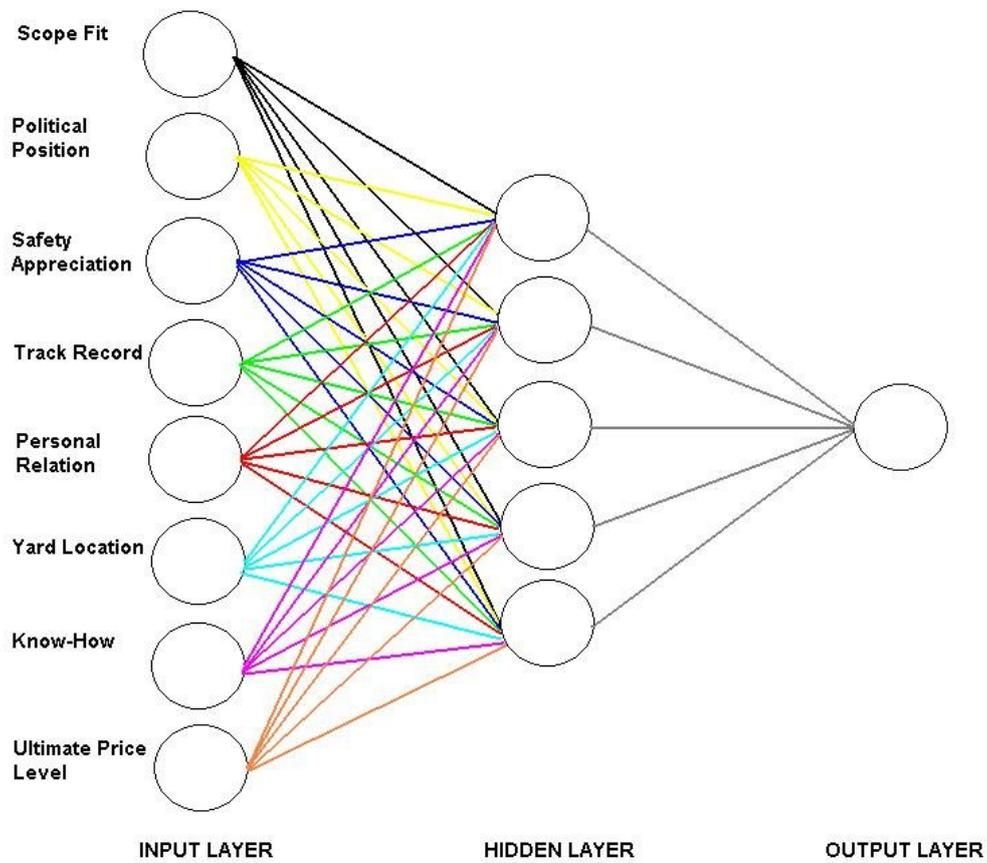 Scope Fit
Political
Position
Safety
Appreciation
Track Record
Personal
Relation
Yard Location
Know-How
Ultimate Price
Level
INPUT LAYER
HIDDEN LAYER
OUTPUT LAYER